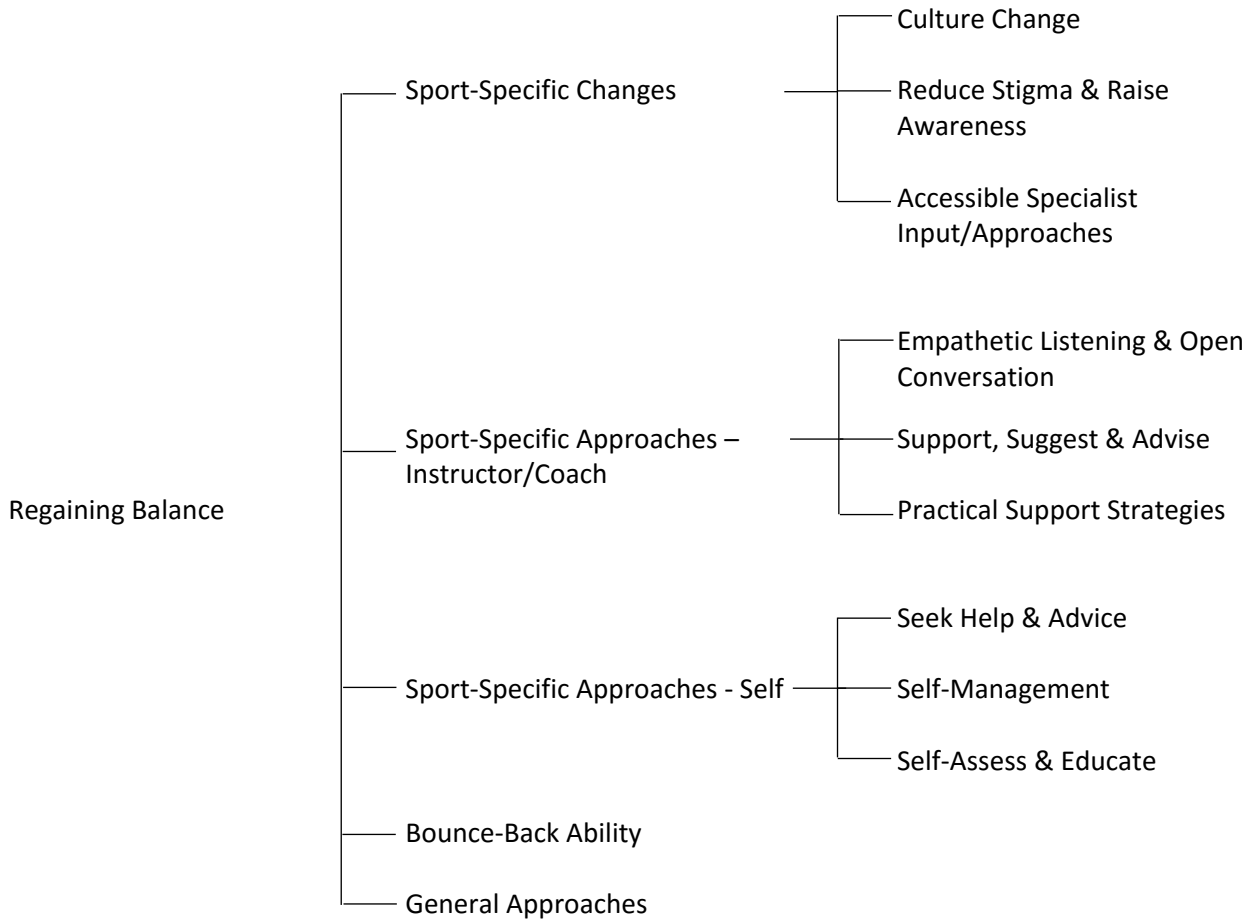 Regaining Balance
Sport-Specific Changes
Culture Change
Reduce Stigma & Raise
Awareness
Accessible Specialist
Input/Approaches
Sport-Specific Approaches –
Instructor/Coach
Empathetic Listening & Open
Conversation
Support, Suggest & Advise
Practical Support Strategies
Sport-Specific Approaches - Self
Seek Help & Advice
Self-Management
Self-Assess & Educate
Bounce-Back Ability
General Approaches